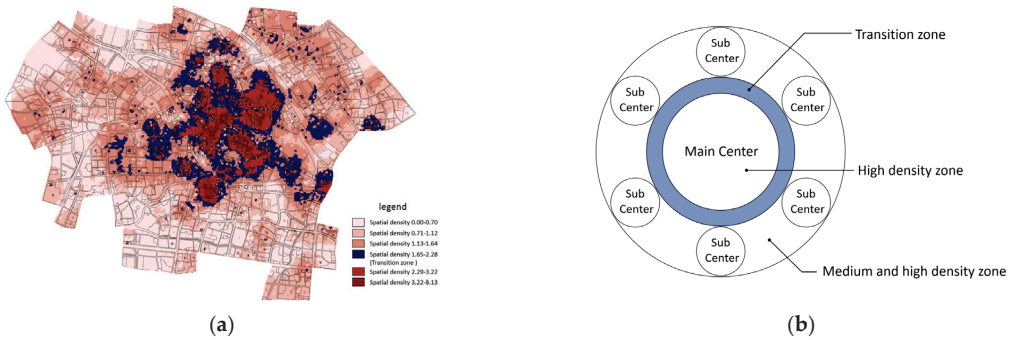 legend
Spatial density 0.00-0.70
Spatial density 0.71-1.12
Spatial density 1.13-1.64
Spatial density 1.65-2.28
(Transition zone )
Spatial density 2.29-3.22
Spatial density 3.22-8.13
(a)
Sub
Center
Sub
Center
Sub
Center
Main Center
Sub
Center
Sub
Center
Sub
Center
Transition zone
High density zone
Medium and high density zone
(b)